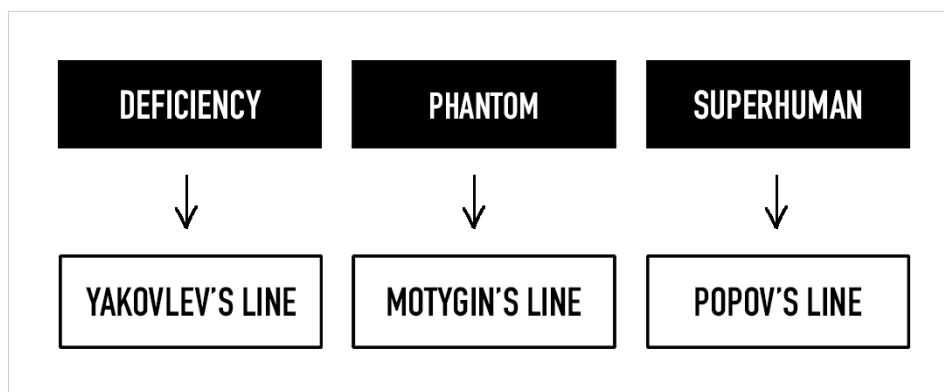 DEFICIENCY
PHANTOM
SUPERHUMAN
YAKOVLEV’S LINE
MOTYGIN’S LINE
POPOV’S LINE